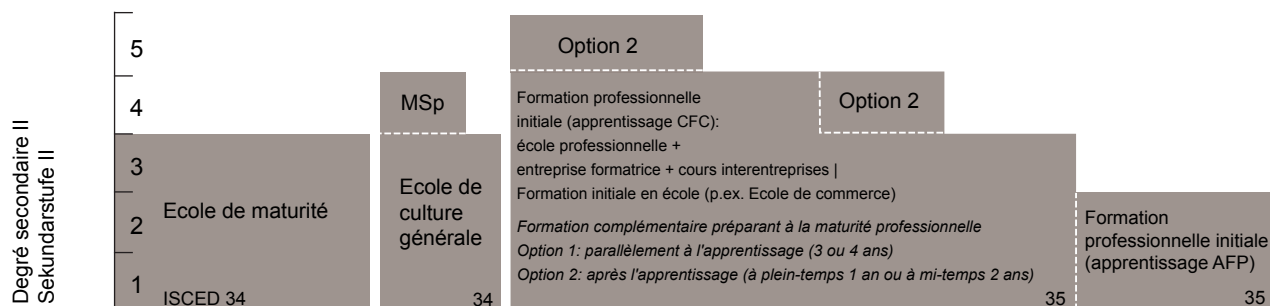 Degré secondaire II
Sekundarstufe II
5
4
3
2
1
Ecole de maturité
ISCED 34
MSp
Ecole de
culture
générale
34
Option 2
Formation professionnelle
initiale (apprentissage CFC):
école professionnelle +
entreprise formatrice + cours interentreprises |
Formation initiale en école (p.ex. Ecole de commerce)
Formation complémentaire préparant à la maturité professionnelle
Option 1: parallèlement à l'apprentissage (3 ou 4 ans)
Option 2: après l'apprentissage (à plein-temps 1 an ou à mi-temps 2 ans)
35
Option 2
Formation
professionnelle initiale
(apprentissage AFP)
35